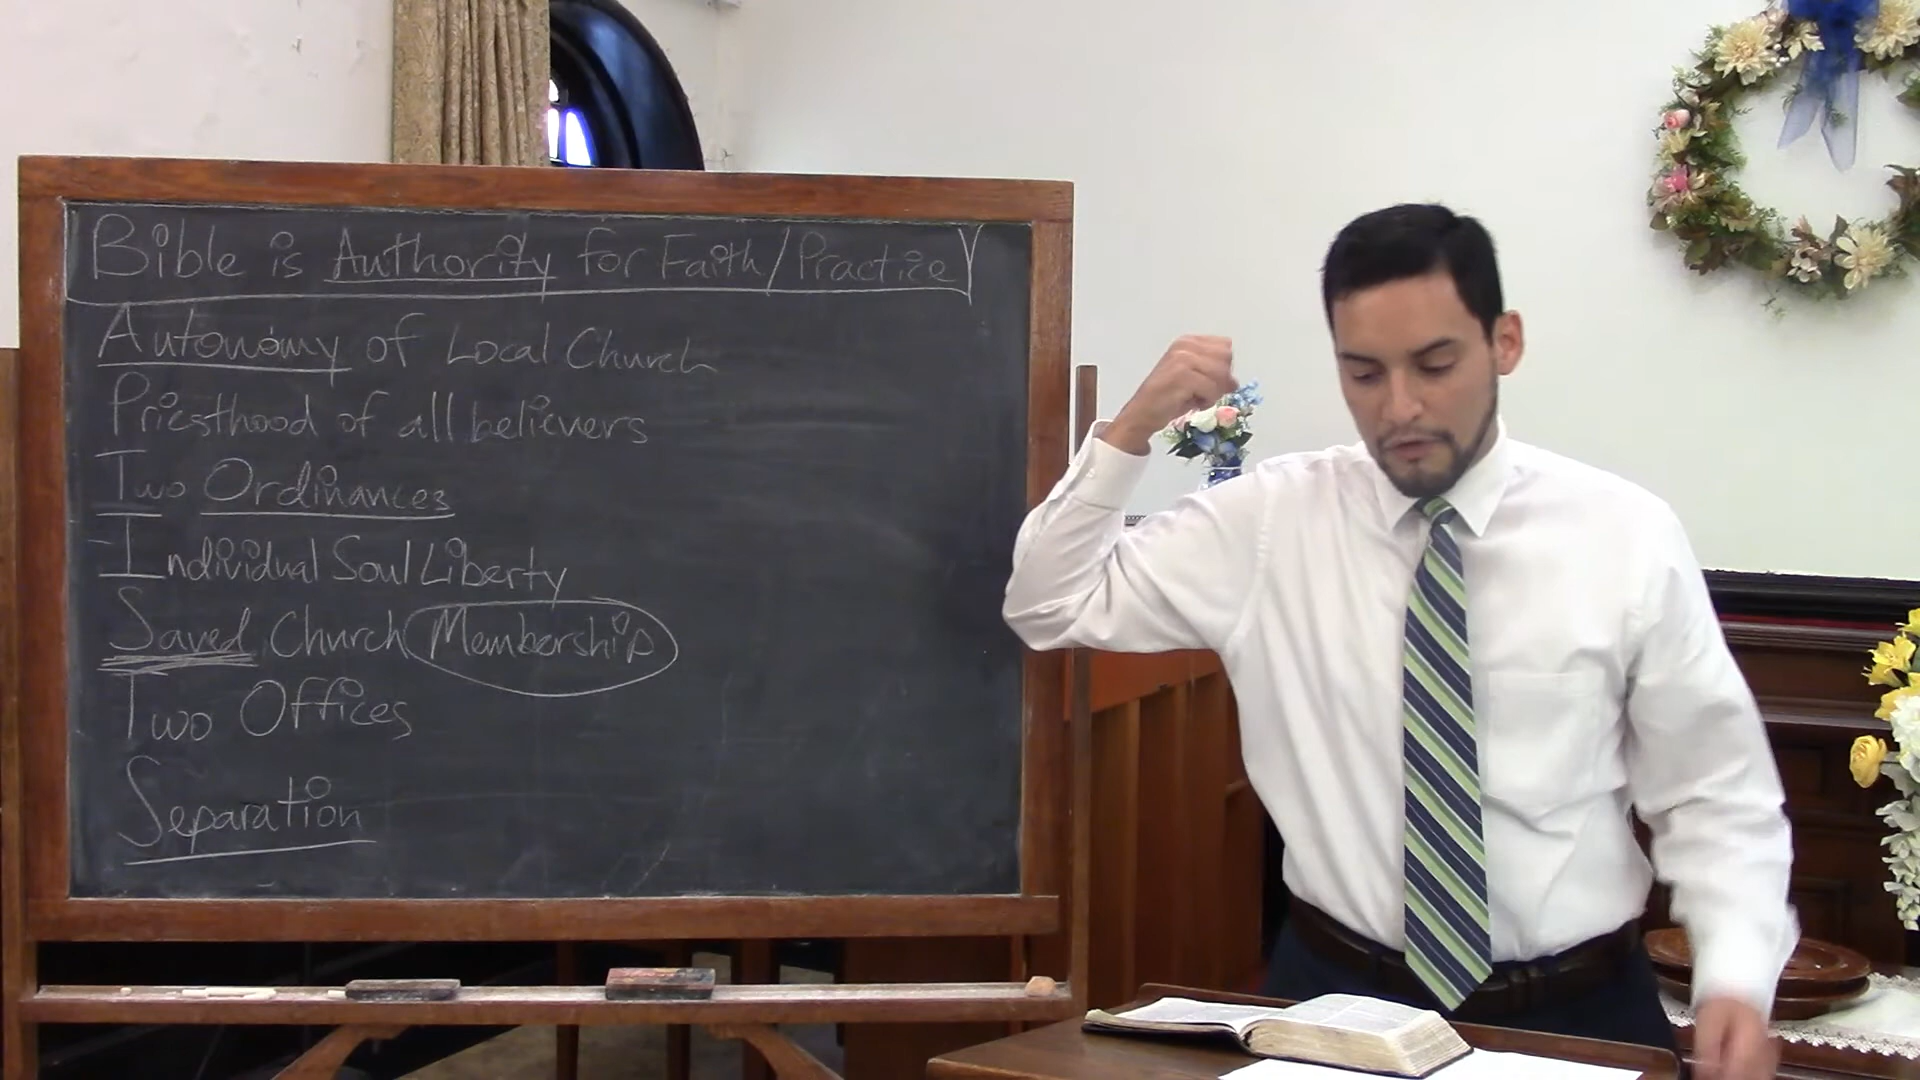 Bible is Authority for Faith/Practice
Autonomy of Local Church
Priesthood of all believers
Two Ordinances
Individual Soul Liberty
Saved Church Membership
Two Offices
Separation